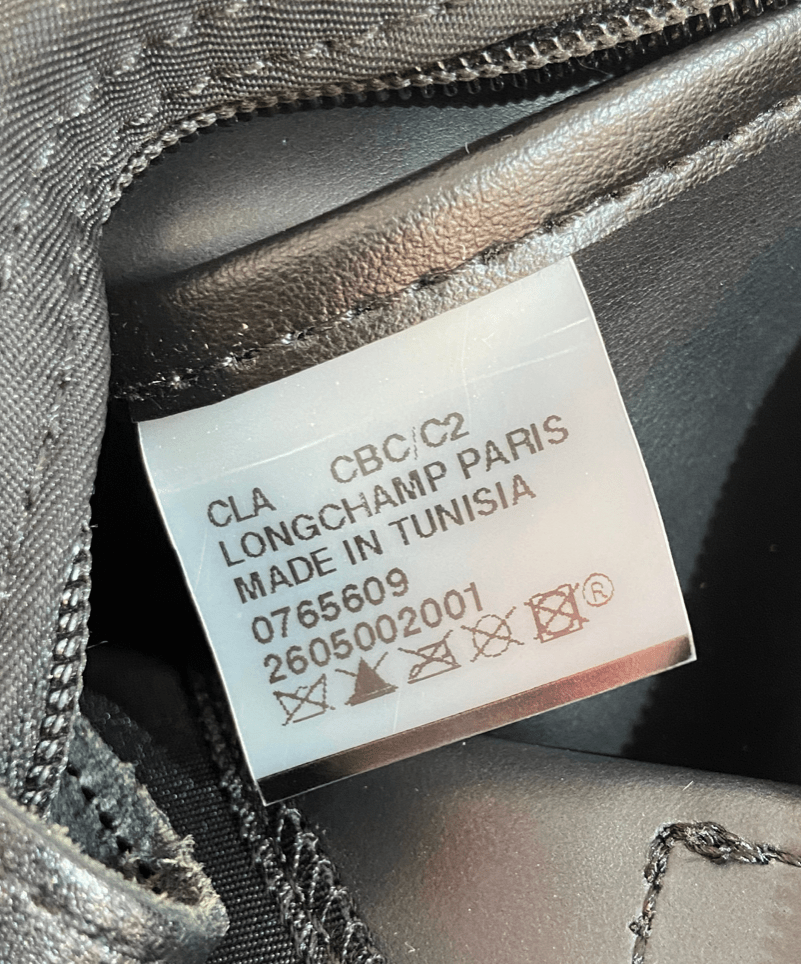 CLA CBC/C2
LONGCHAMP PARIS
MADE IN TUNISIA
0765609
2605002001
®